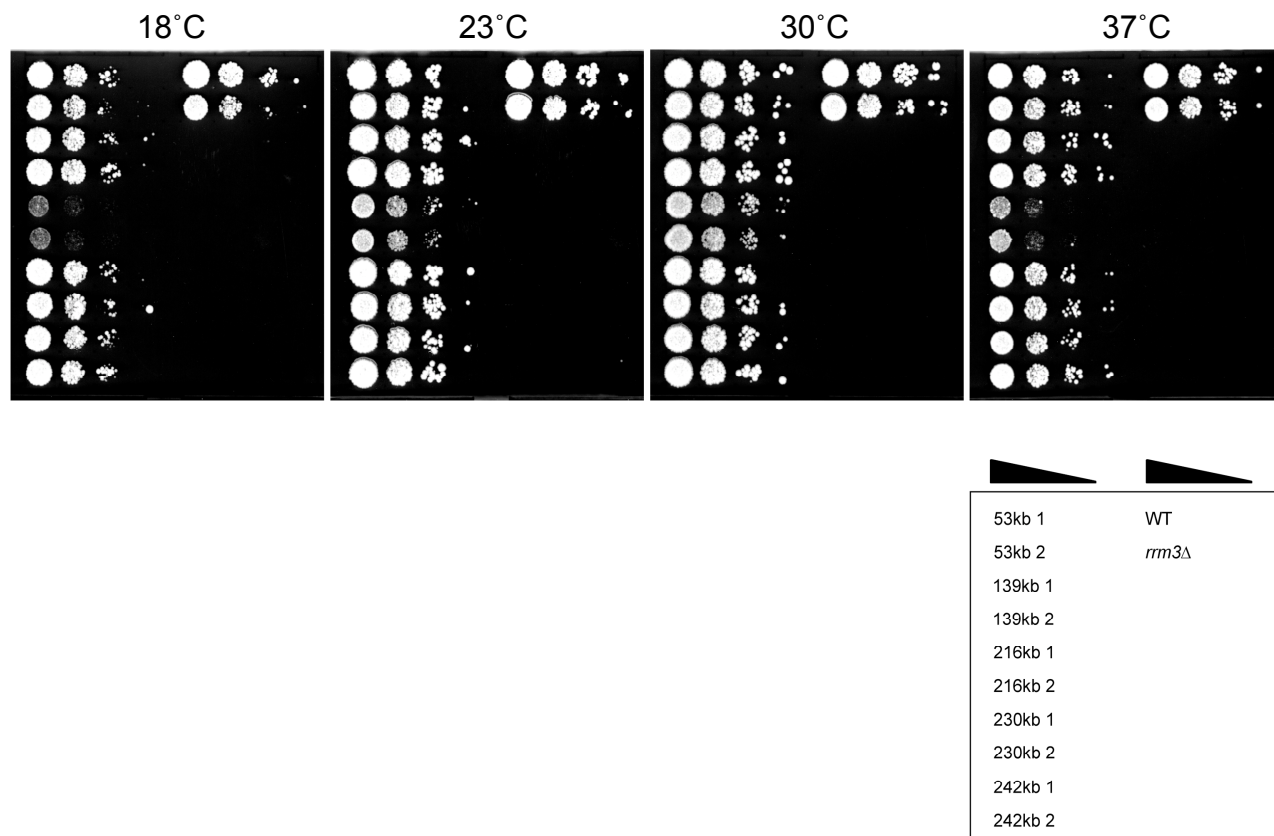 18˚C 23˚C 30˚C 37˚C
53kb 1 WT
53kb 2 rrm3Δ
139kb 1
139kb 2
216kb 1
216kb 2
230kb 1
230kb 2
242kb 1
242kb 2